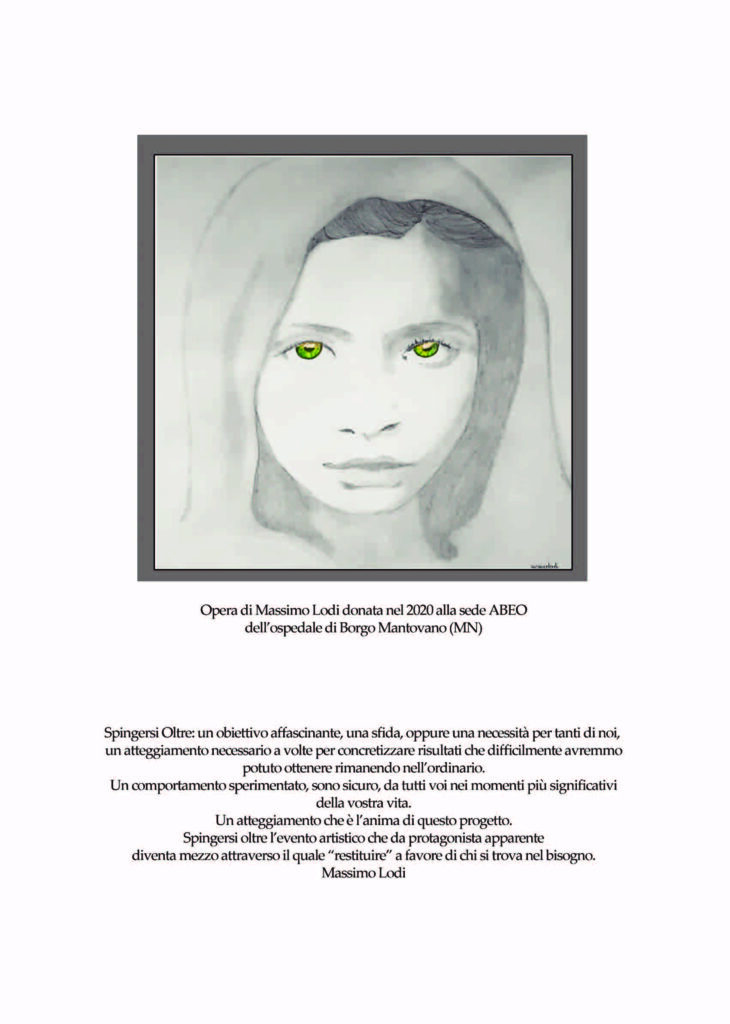 Opera di Massimo Lodi donata nel 2020 alla sede ABEO
dell'ospedale di Borgo Mantovano (MN)
Spingersi Oltre: un obiettivo affascinante, una sfida, oppure una necessità per tanti di noi,
un atteggiamento necessario a volte per concretizzare risultati che difficilmente avremmo
potuto ottenere rimanendo nell'ordinario.
Un comportamento sperimentato, sono sicuro, da tutti voi nei momenti più significativi
della vostra vita.
Un atteggiamento che è l'anima di questo progetto.
Spingersi oltre l'evento artistico che da protagonista apparente
diventa mezzo attraverso il quale “restituire” a favore di chi si trova nel bisogno.
Massimo Lodi